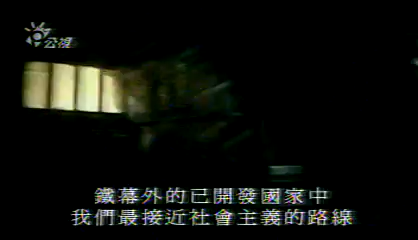 公視
鐵幕外的已開發國家中
我們最接近社會主義的路線